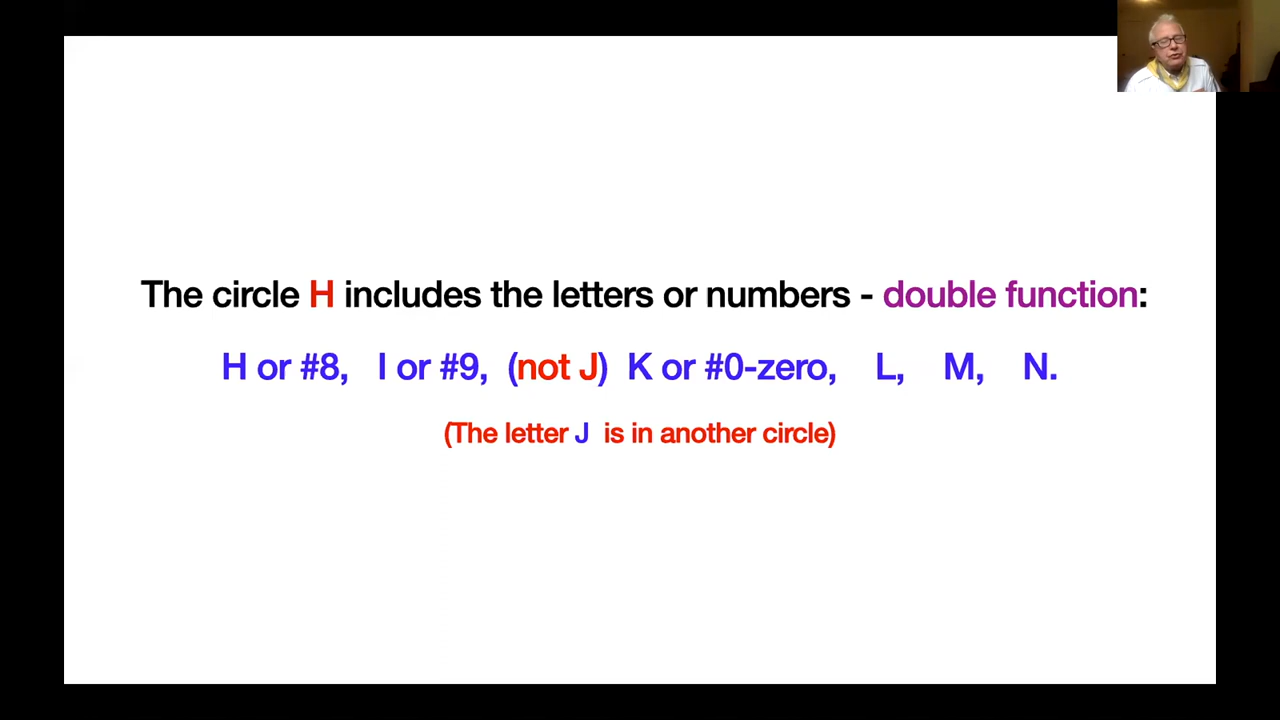 The circle H includes the letters or numbers - double function:
H or #8, I or #9, (not J) K or #0-zero, L, M, N.
(The letter J is in another circle)